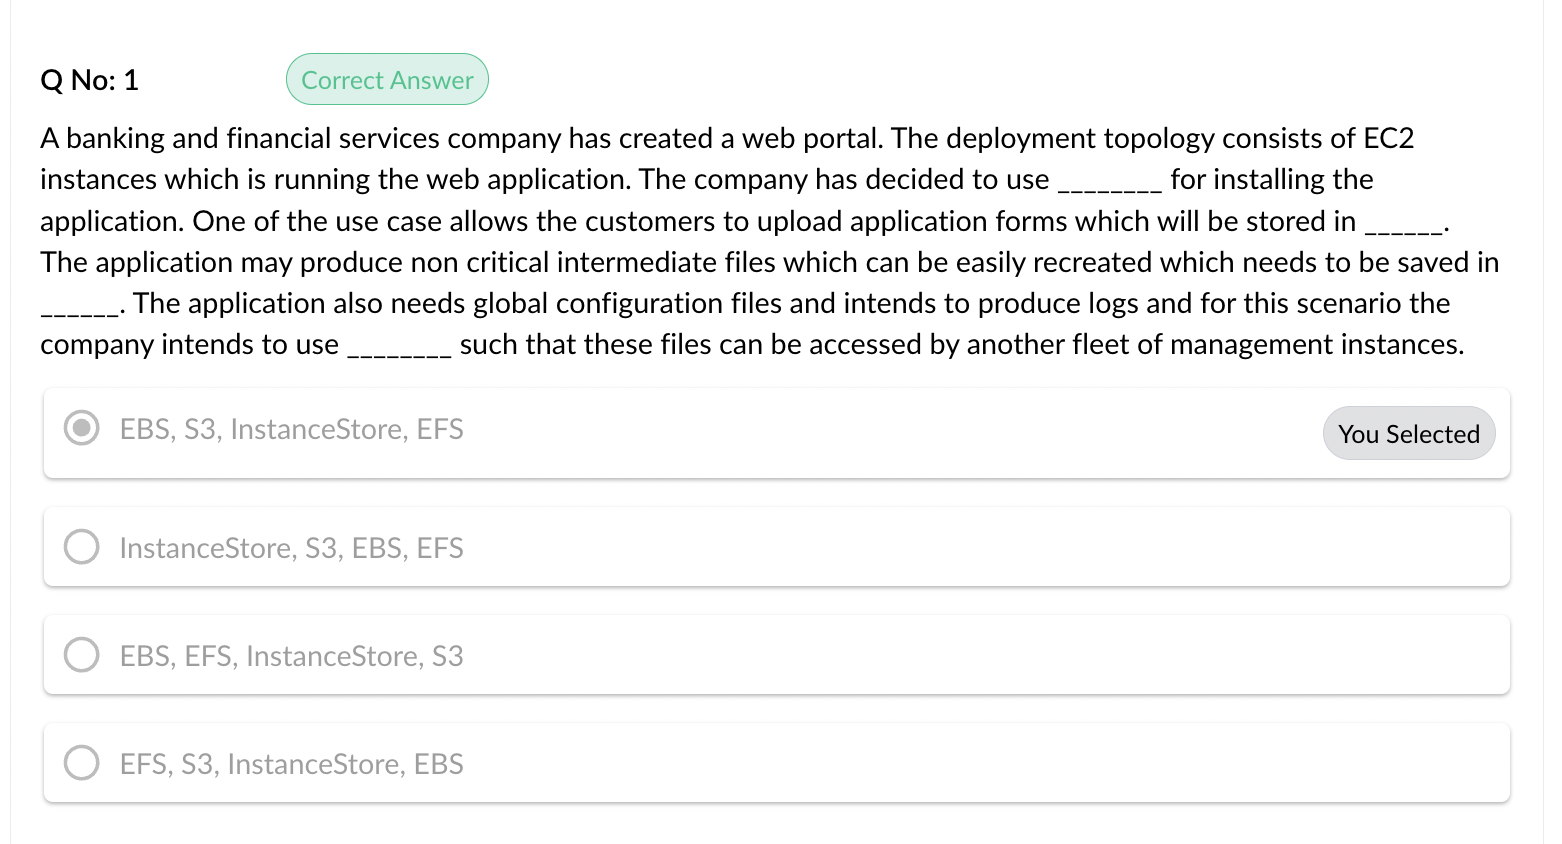 Q No: 1
Correct Answer
A banking and financial services company has created a web portal. The deployment topology consists of EC2
instances which is running the web application. The company has decided to use ________ for installing the
application. One of the use case allows the customers to upload application forms which will be stored in ______.
The application may produce non critical intermediate files which can be easily recreated which needs to be saved in
______. The application also needs global configuration files and intends to produce logs and for this scenario the
company intends to use ________ such that these files can be accessed by another fleet of management instances.
EBS, S3, InstanceStore, EFS
You Selected
InstanceStore, S3, EBS, EFS
EBS, EFS, InstanceStore, S3
EFS, S3, InstanceStore, EBS